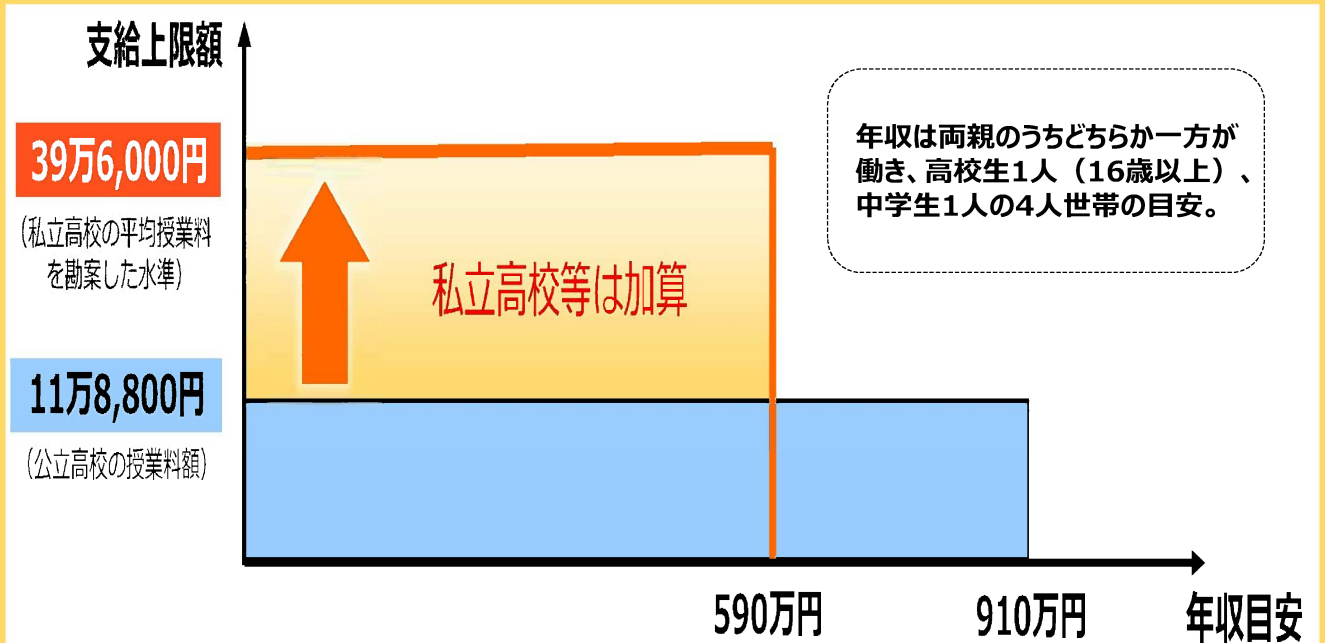 支給上限額
39万6,000円
(私立高校の平均授業料
を勘案した水準)
11万8,800円
(公立高校の授業料額)
私立高校等は加算
年収は両親のうちどちらか一方が
働き、高校生1人（16歳以上）、
中学生1人の4人世帯の目安。
590万円
910万円
年収目安